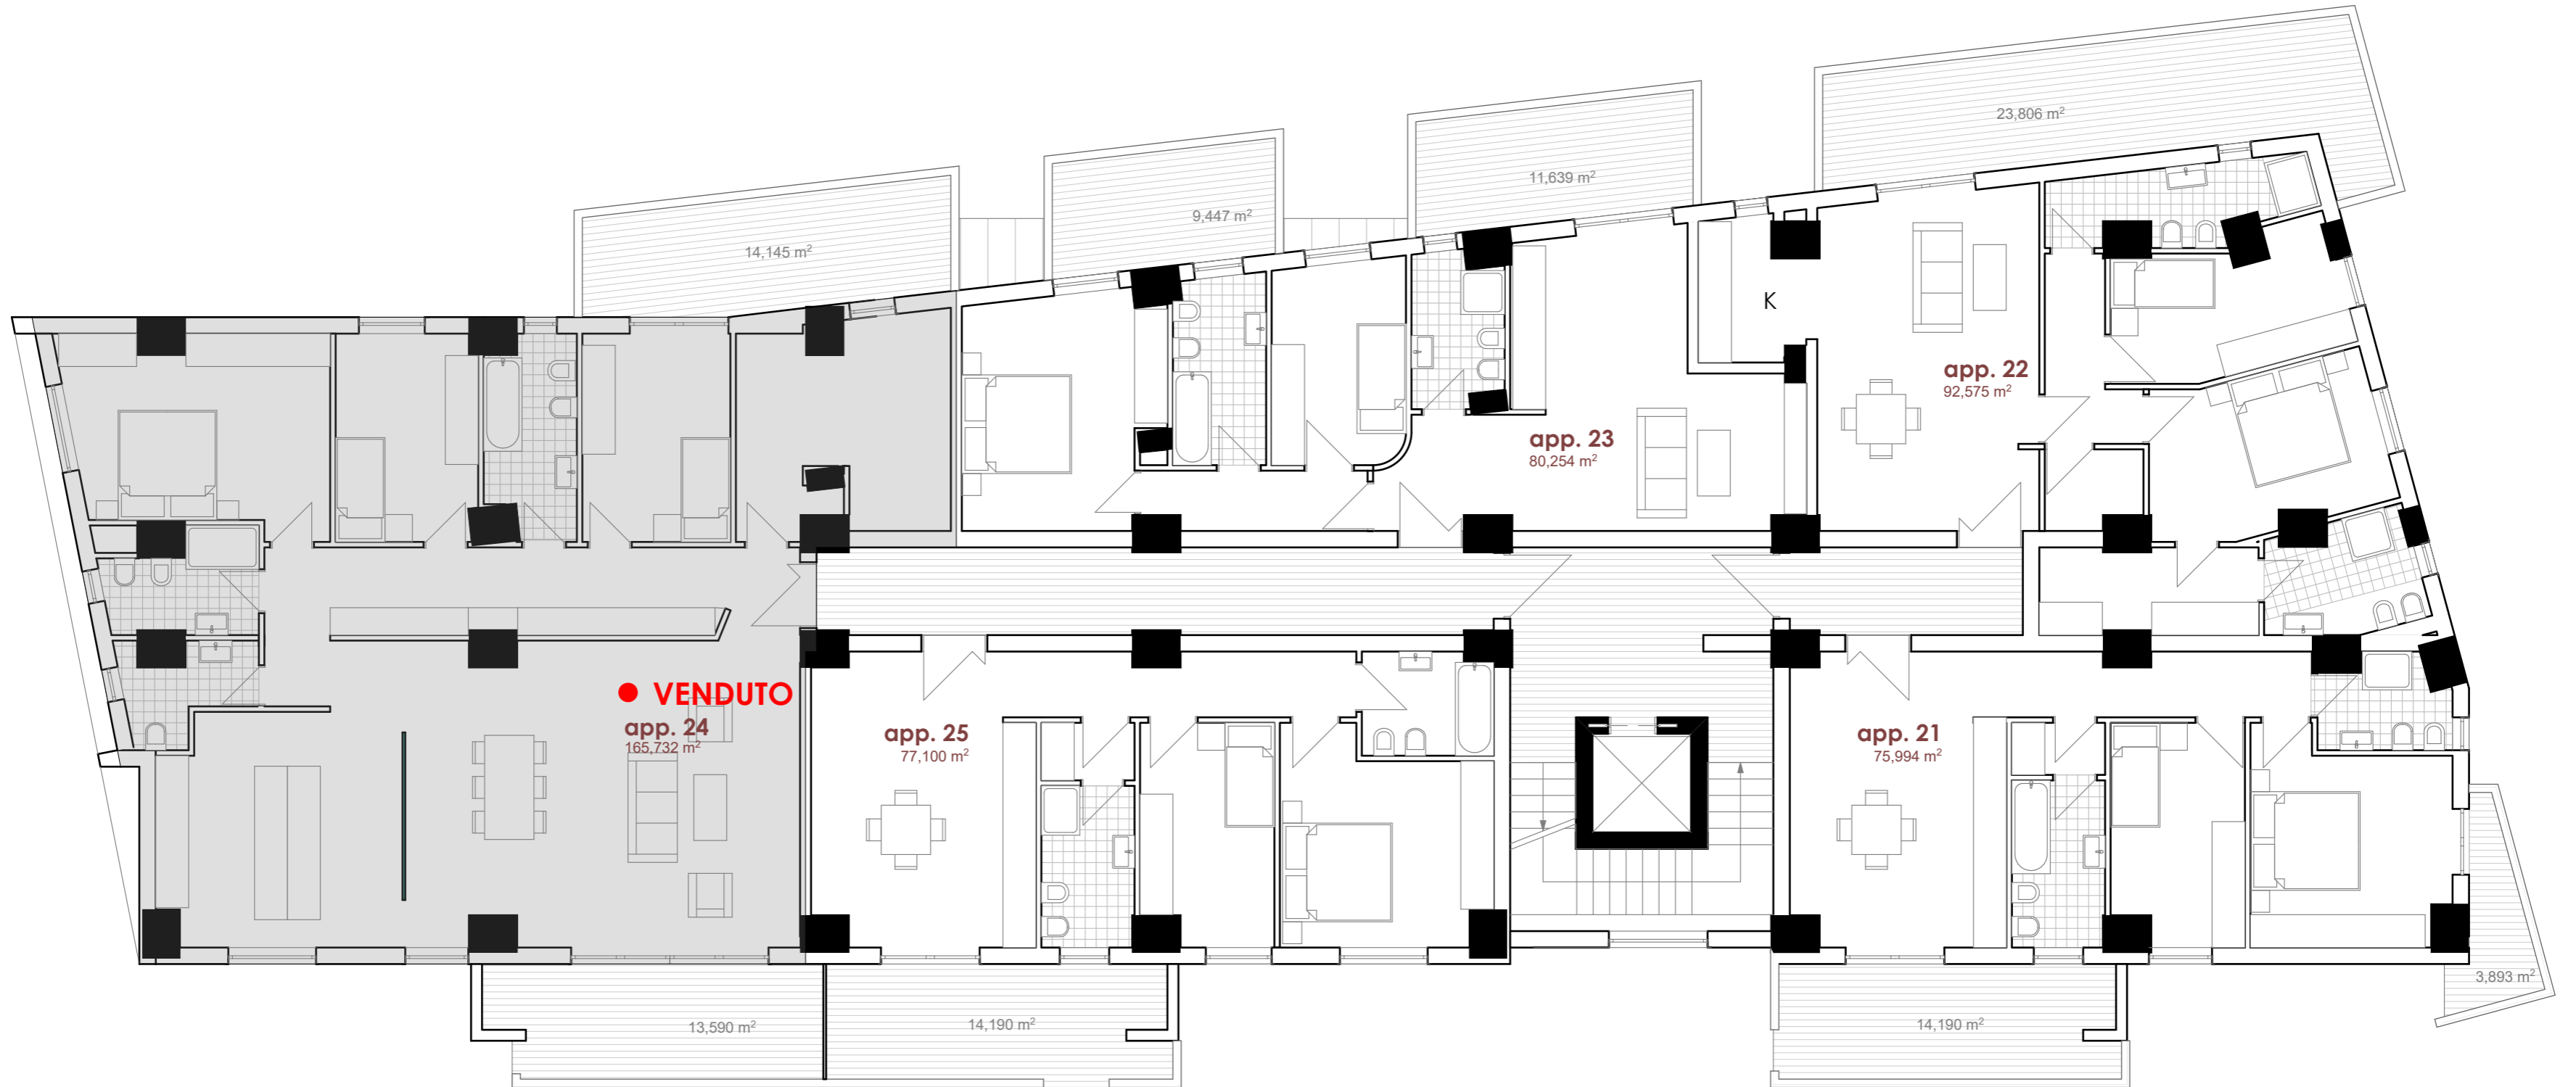 23,806 m²
11,639 m²
9,447 m²
14,145 m²
K
app. 22
92,575 m²
app. 23
80,254 m²
VENDUTO
app. 24
165,732 m²
app. 25
77,100 m²
app. 21
75,994 m²
3,893 m²
13,590 m²
14,190 m²
14,190 m²